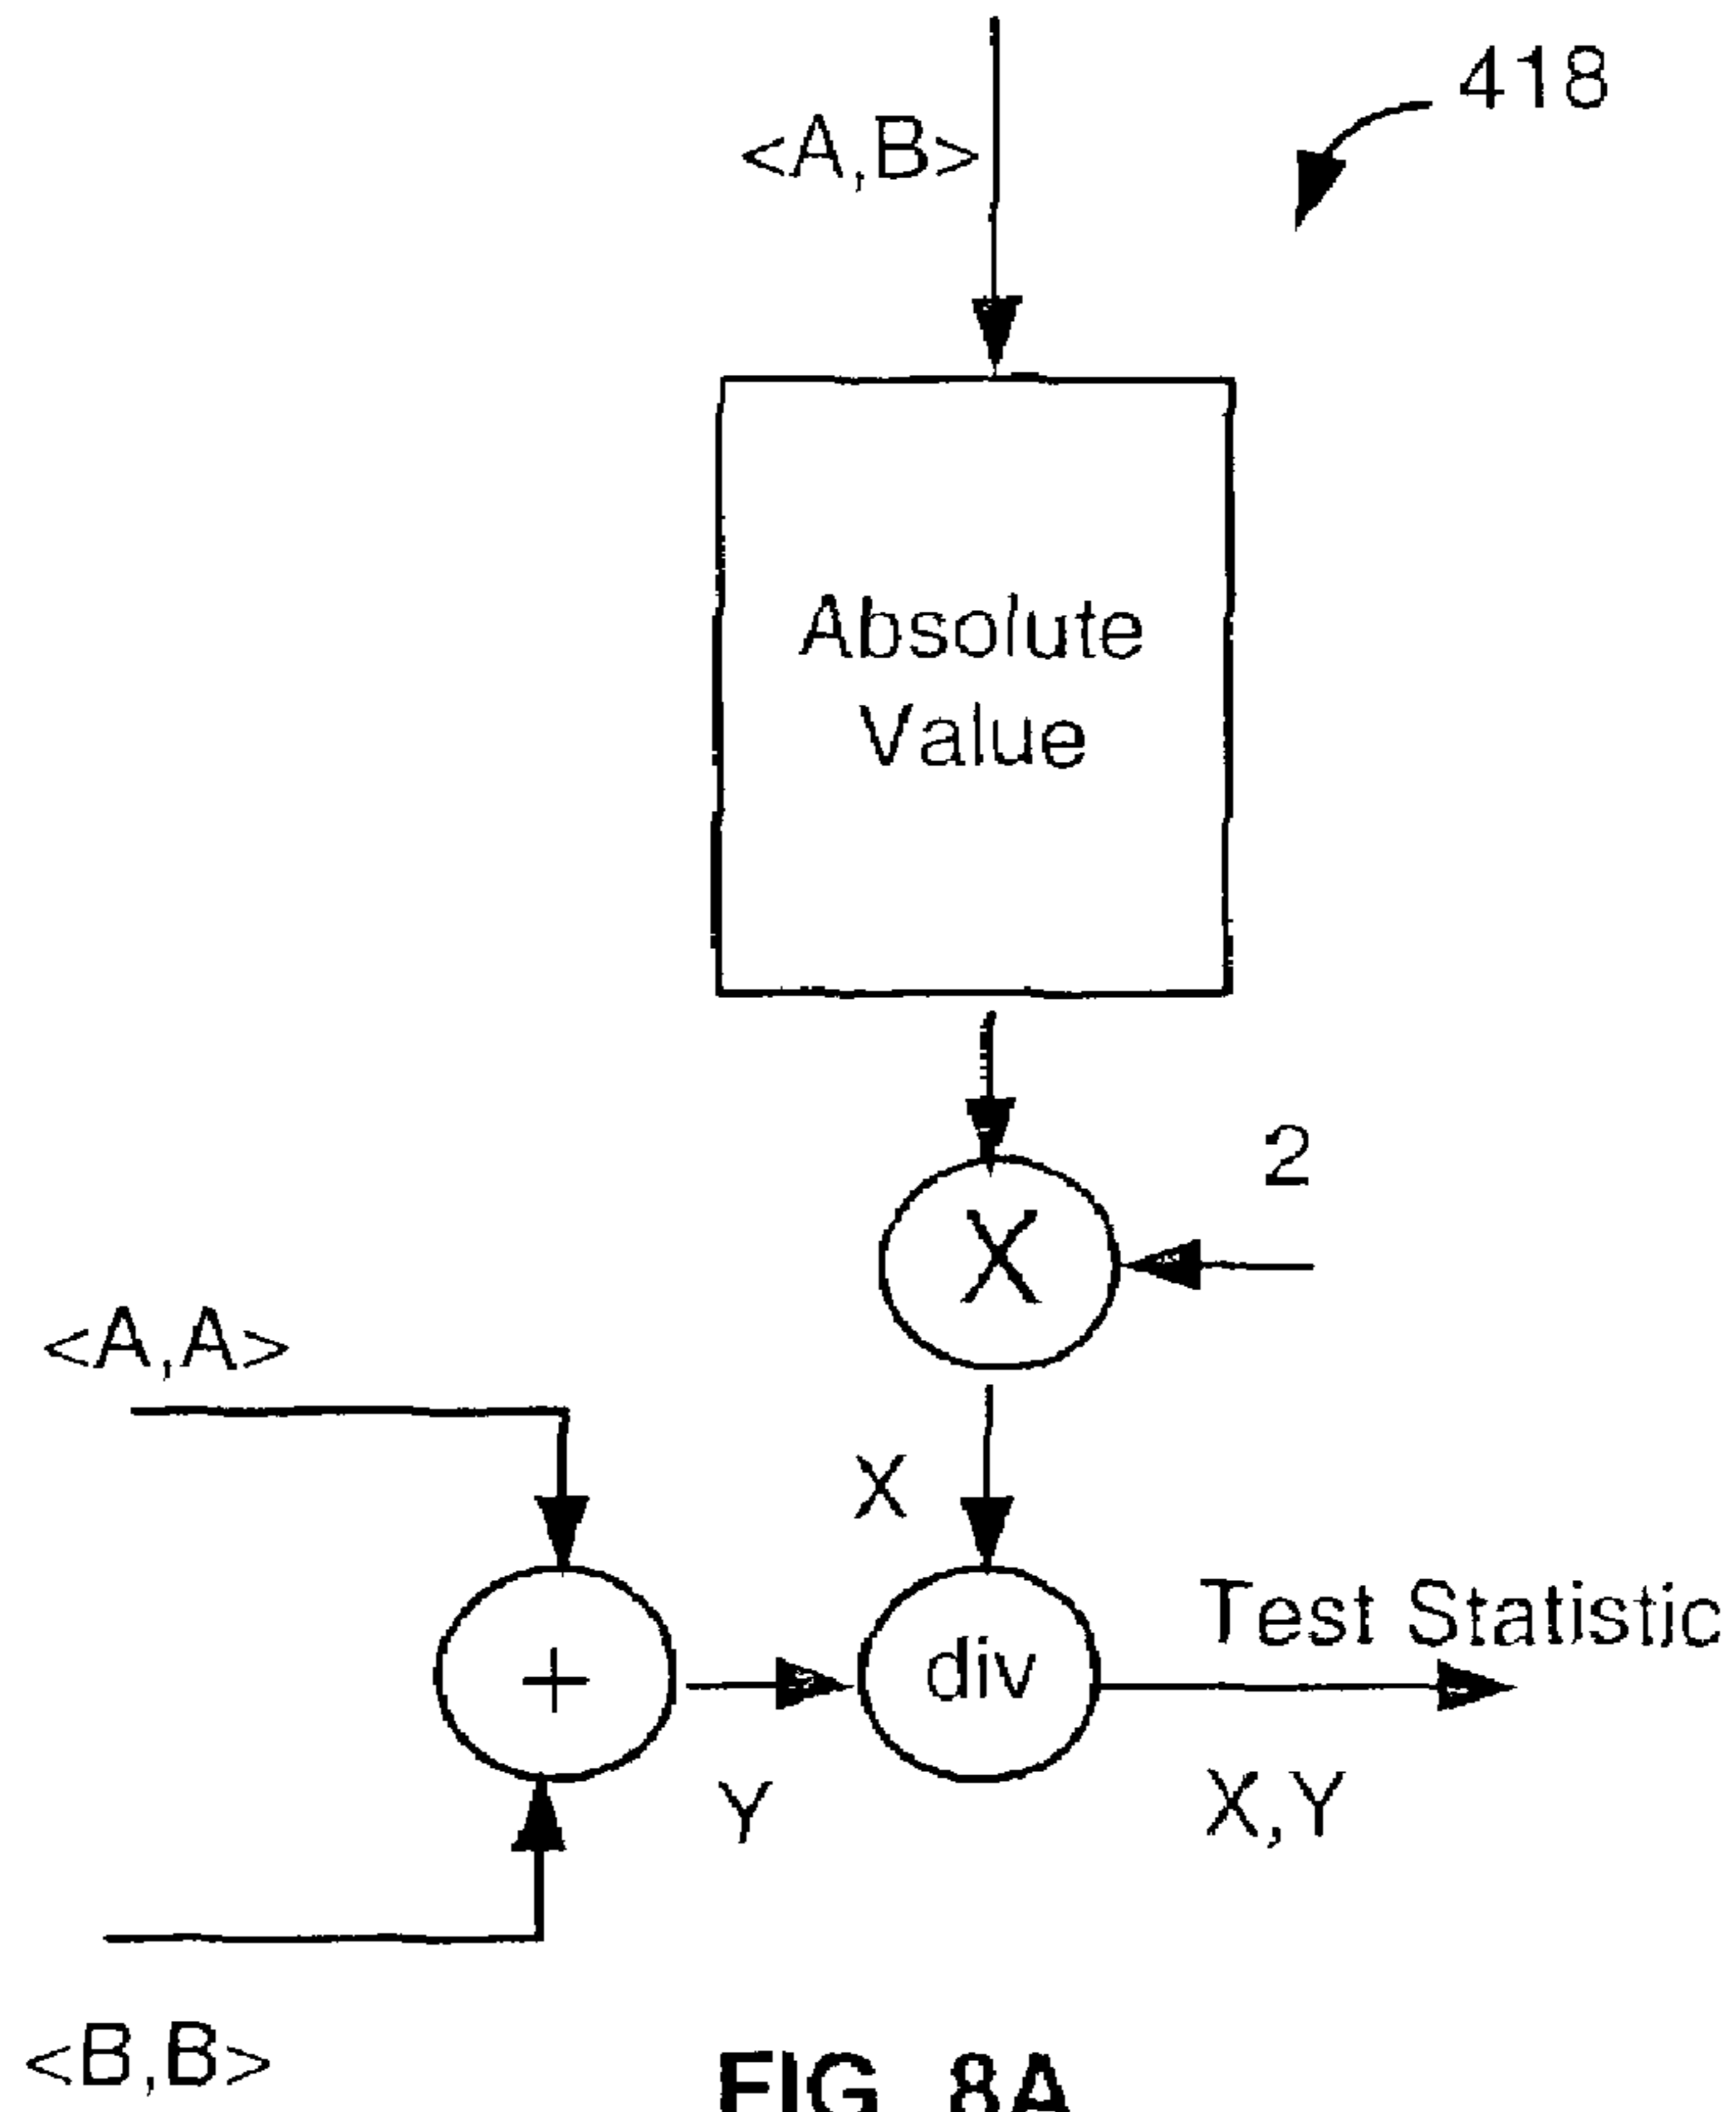 418
<A,B>
Absolute
Value
2
X
<A,A>
X
Test Statistic
+
div
Y
X,Y
<B,B>
FIG. 8A